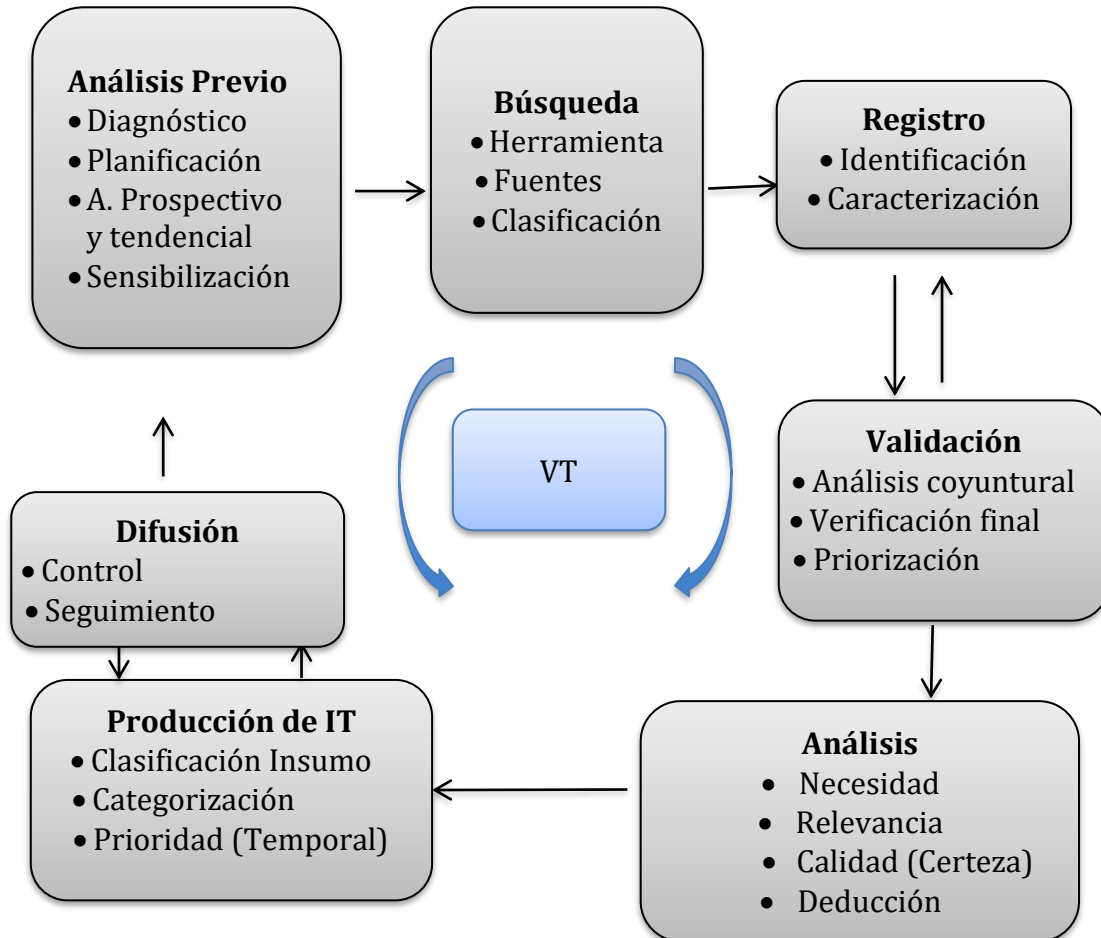 Análisis Previo
• Diagnóstico
• Planificación
• A. Prospectivo
y tendencial
• Sensibilización
Búsqueda
• Herramienta
• Fuentes
• Clasificación
Registro
• Identificación
• Caracterización
Validación
• Análisis coyuntural
• Verificación final
• Priorización
VT
Análisis
• Necesidad
• Relevancia
• Calidad (Certeza)
• Deducción
Producción de IT
• Clasificación Insumo
• Categorización
• Prioridad (Temporal)
Difusión
• Control
• Seguimiento